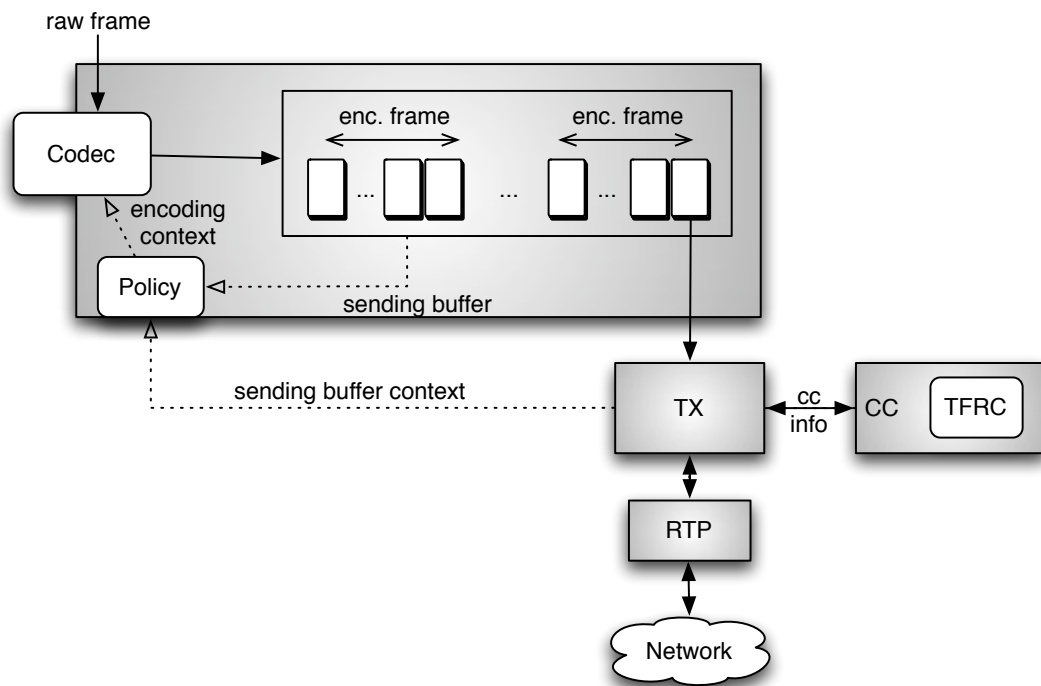 raw frame
enc. frame
enc. frame
Codec
...
...
...
encoding
context
Policy
sending buffer
sending buffer context
TX
cc
info
CC
TFRC
RTP
Network